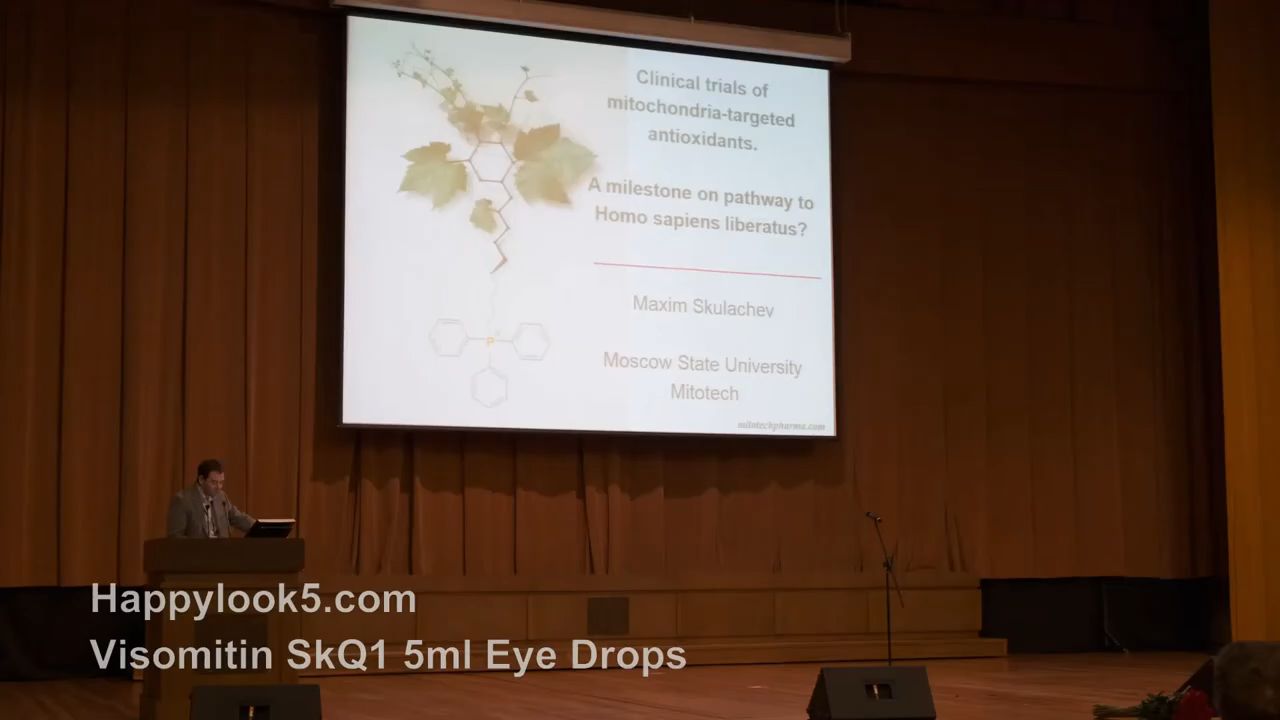 Clinical trials of
mitochondria-targeted
antioxidants.
A milestone on pathway to
Homo sapiens liberatus?
Maxim Skulachev
Moscow State University
Mitotech
mitotechpharma.com
P
Happylook5.com
Visomitin SkQ1 5ml Eye Drops